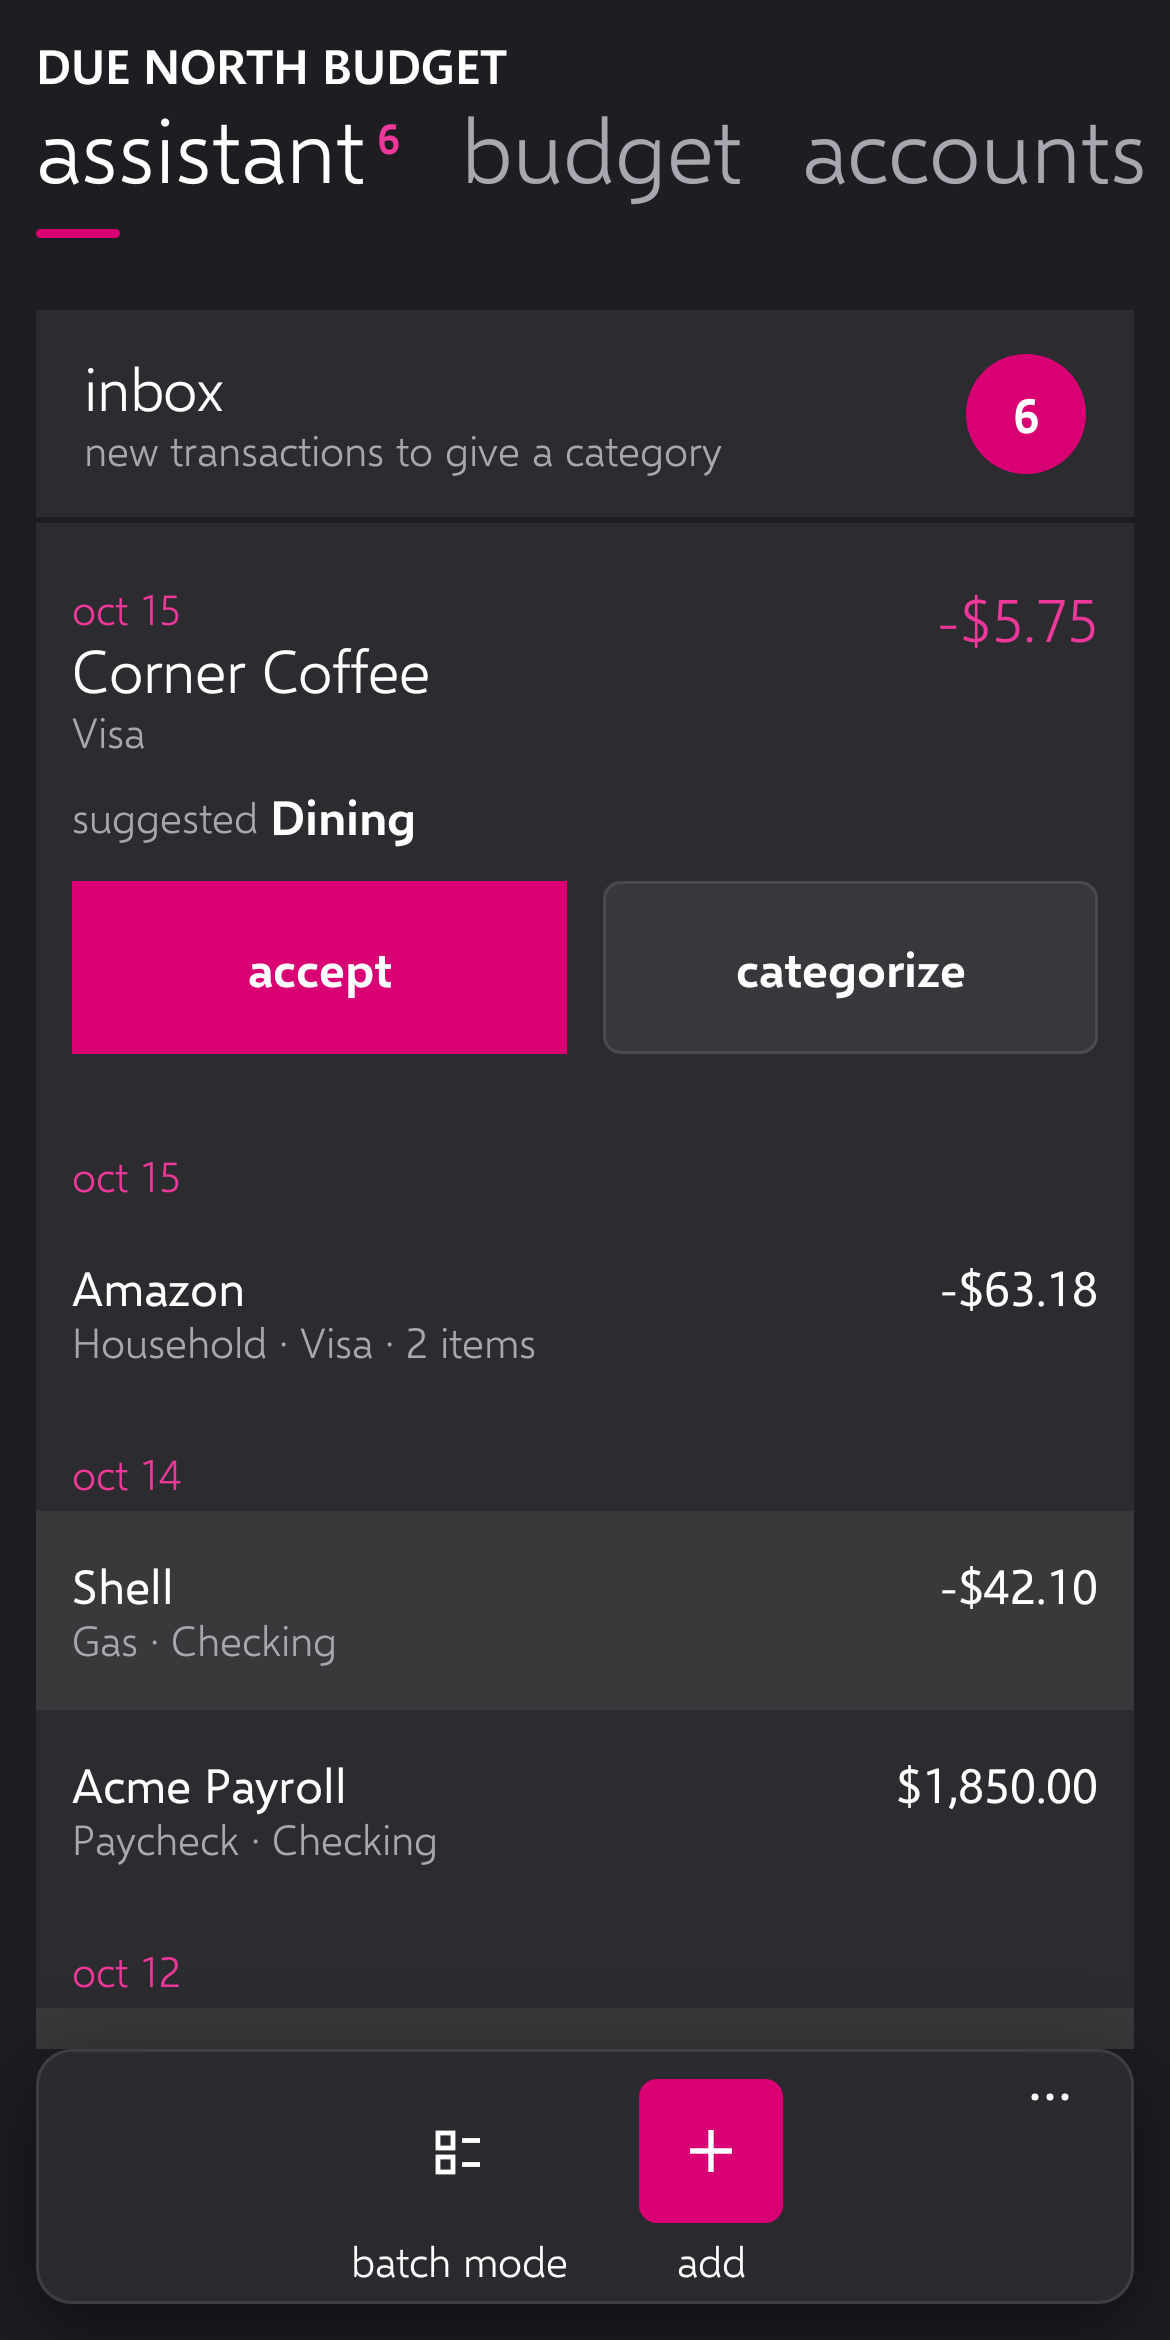 DUE NORTH BUDGET
assistant 6 budget accounts
inbox
new transactions to give a category
6
oct 15
-$5.75
Corner Coffee
Visa
suggested Dining
accept categorize
oct 15
Amazon -$63.18
Household · Visa · 2 items
oct 14
Shell -$42.10
Gas · Checking
Acme Payroll $1,850.00
Paycheck · Checking
oct 12
batch mode add